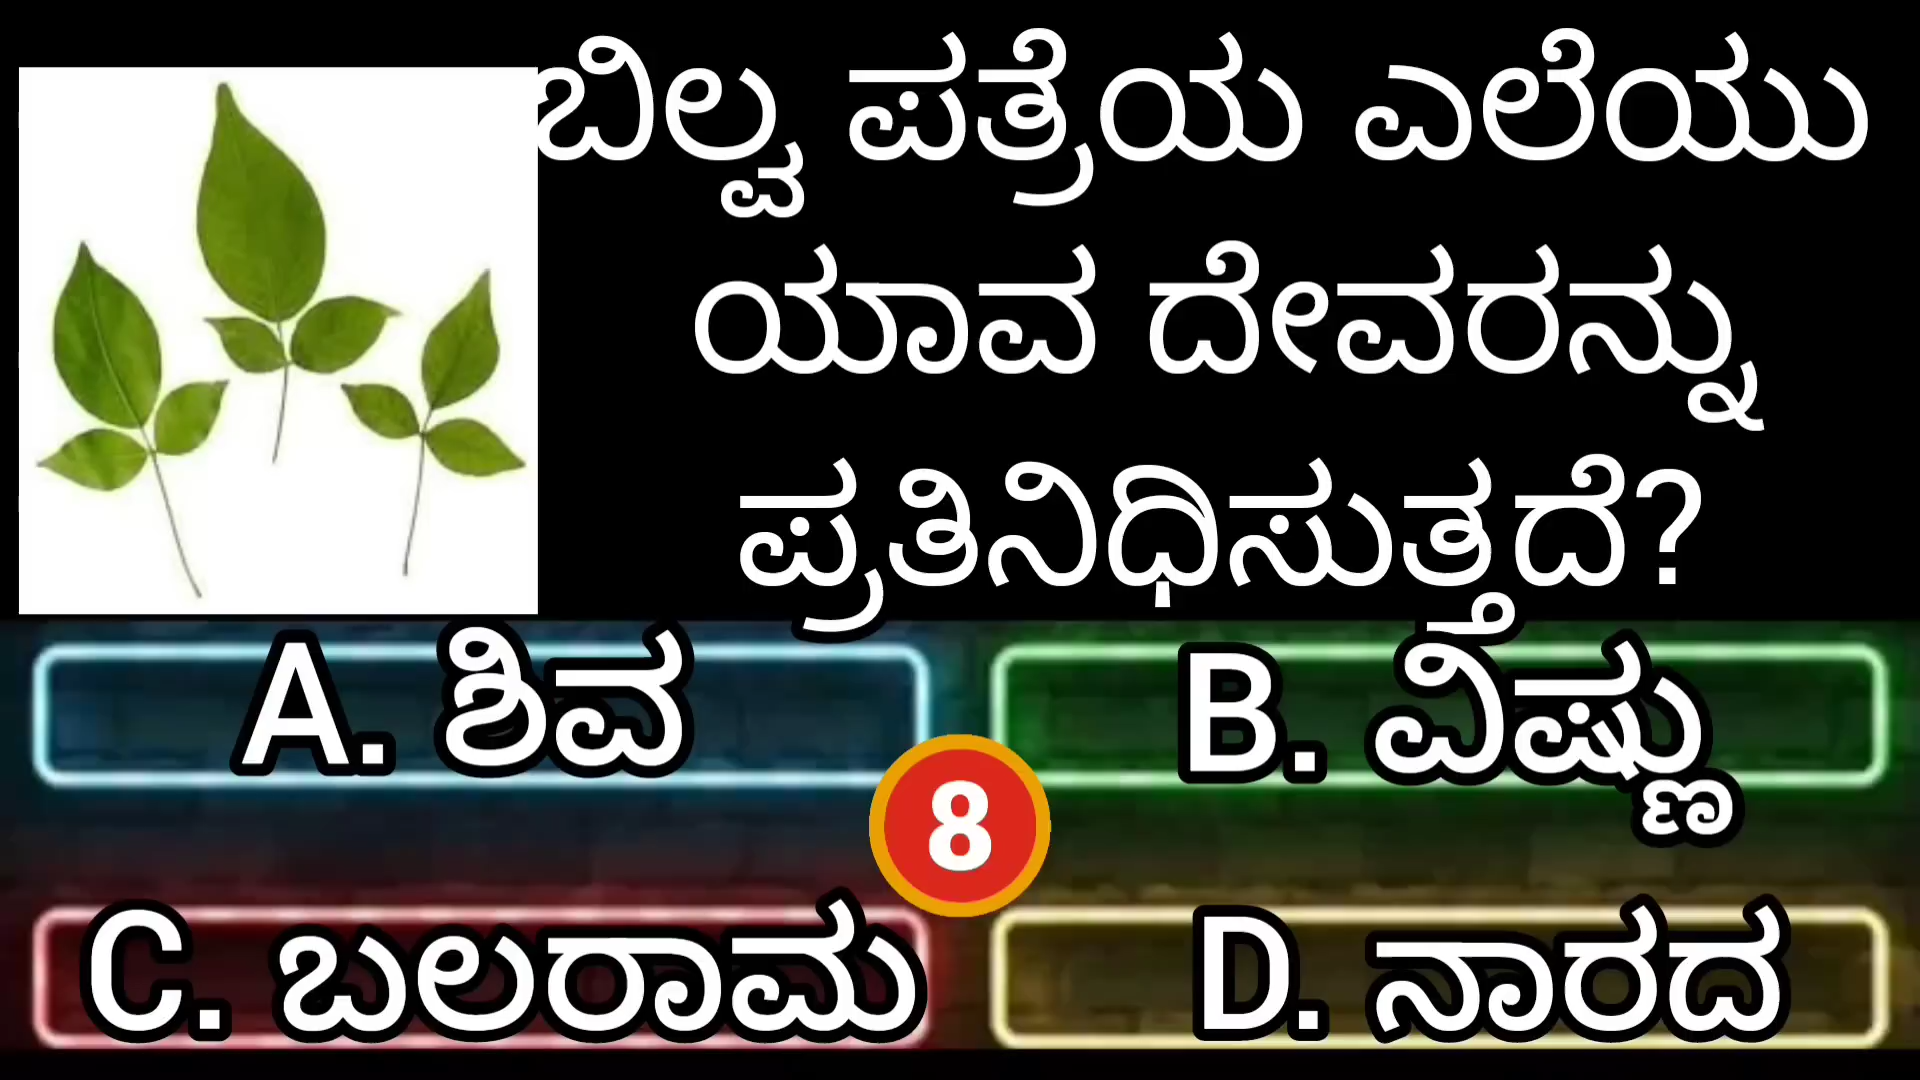 ಬಿಲ್ವ ಪತ್ರೆಯ ಎಲೆಯು
ಯಾವ ದೇವರನ್ನು
ಪ್ರತಿನಿಧಿಸುತ್ತದೆ?
A. ಶಿವ
B. ವಿಷ್ಣು
8
C. ಬಲರಾಮ
D. ನಾರದ